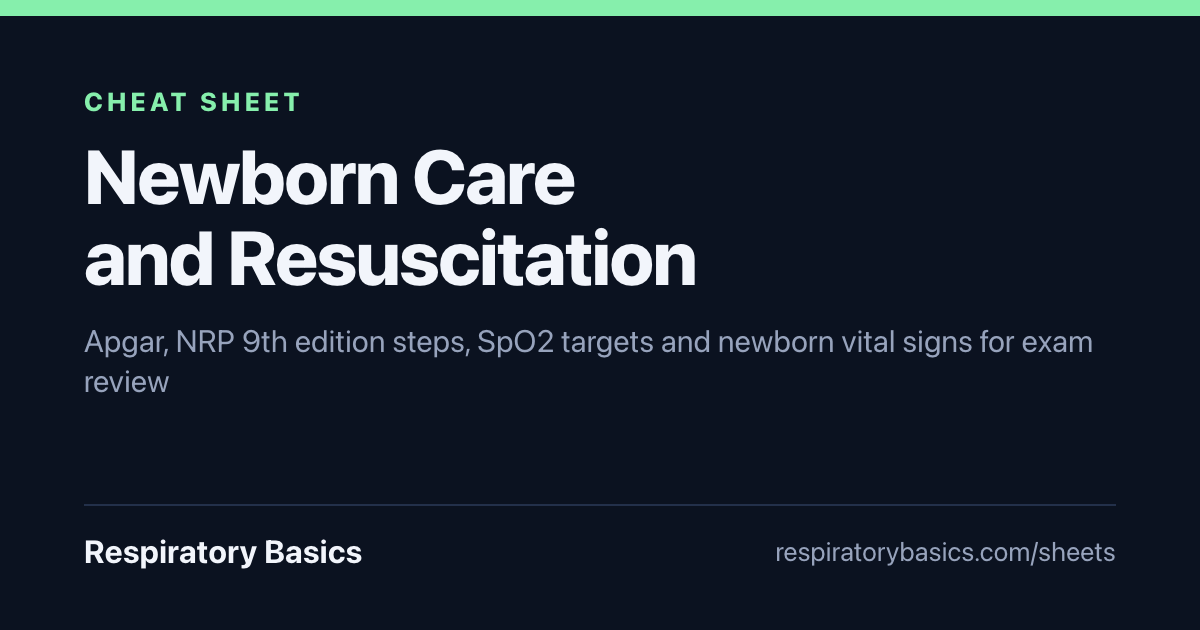 CHEAT SHEET
Newborn Care
and Resuscitation
Apgar, NRP 9th edition steps, SpO2 targets and newborn vital signs for exam
review
Respiratory Basics
respiratorybasics.com/sheets